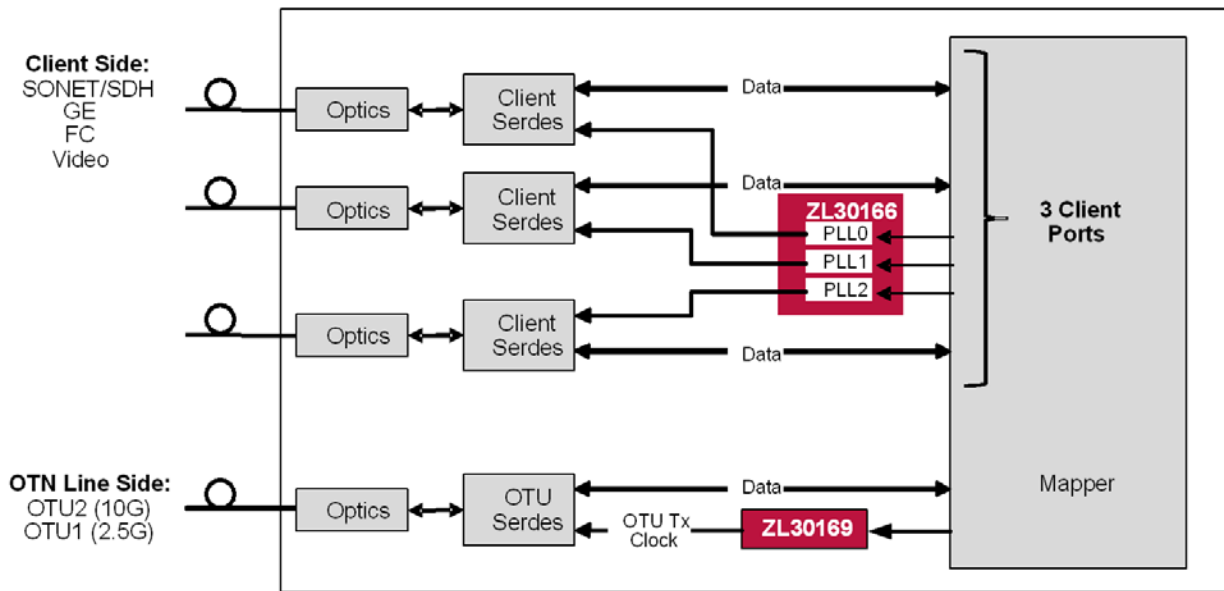 Client Side:
SONET/SDH
GE
FC
Video
Optics
Client
Serdes
Data
Optics
Client
Serdes
Data
ZL30166
PLL0
PLL1
PLL2
3 Client
Ports
Optics
Client
Serdes
Data
OTN Line Side:
OTU2 (10G)
OTU1 (2.5G)
Optics
OTU
Serdes
Data
OTU Tx
Clock
ZL30169
Mapper